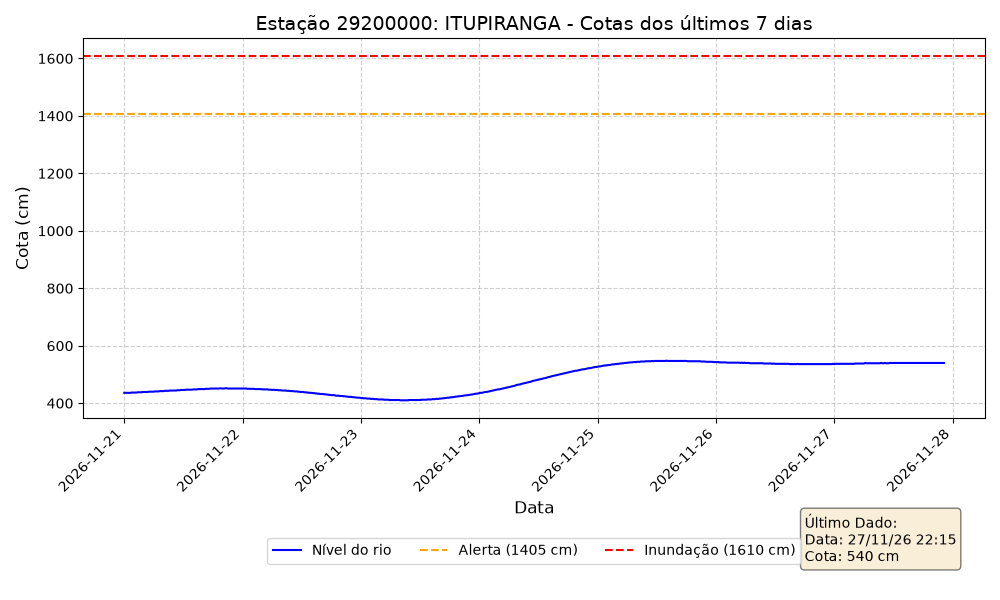 Estação 29200000: ITUPIRANGA - Cotas dos últimos 7 dias
Cota (cm)
1600
1400
1200
1000
800
600
400
2026-11-21
2026-11-22
2026-11-23
2026-11-24
2026-11-25
2026-11-26
2026-11-27
2026-11-28
Data
Nível do rio
Alerta (1405 cm)
Inundação (1610 cm)
Último Dado:
Data: 27/11/26 22:15
Cota: 540 cm